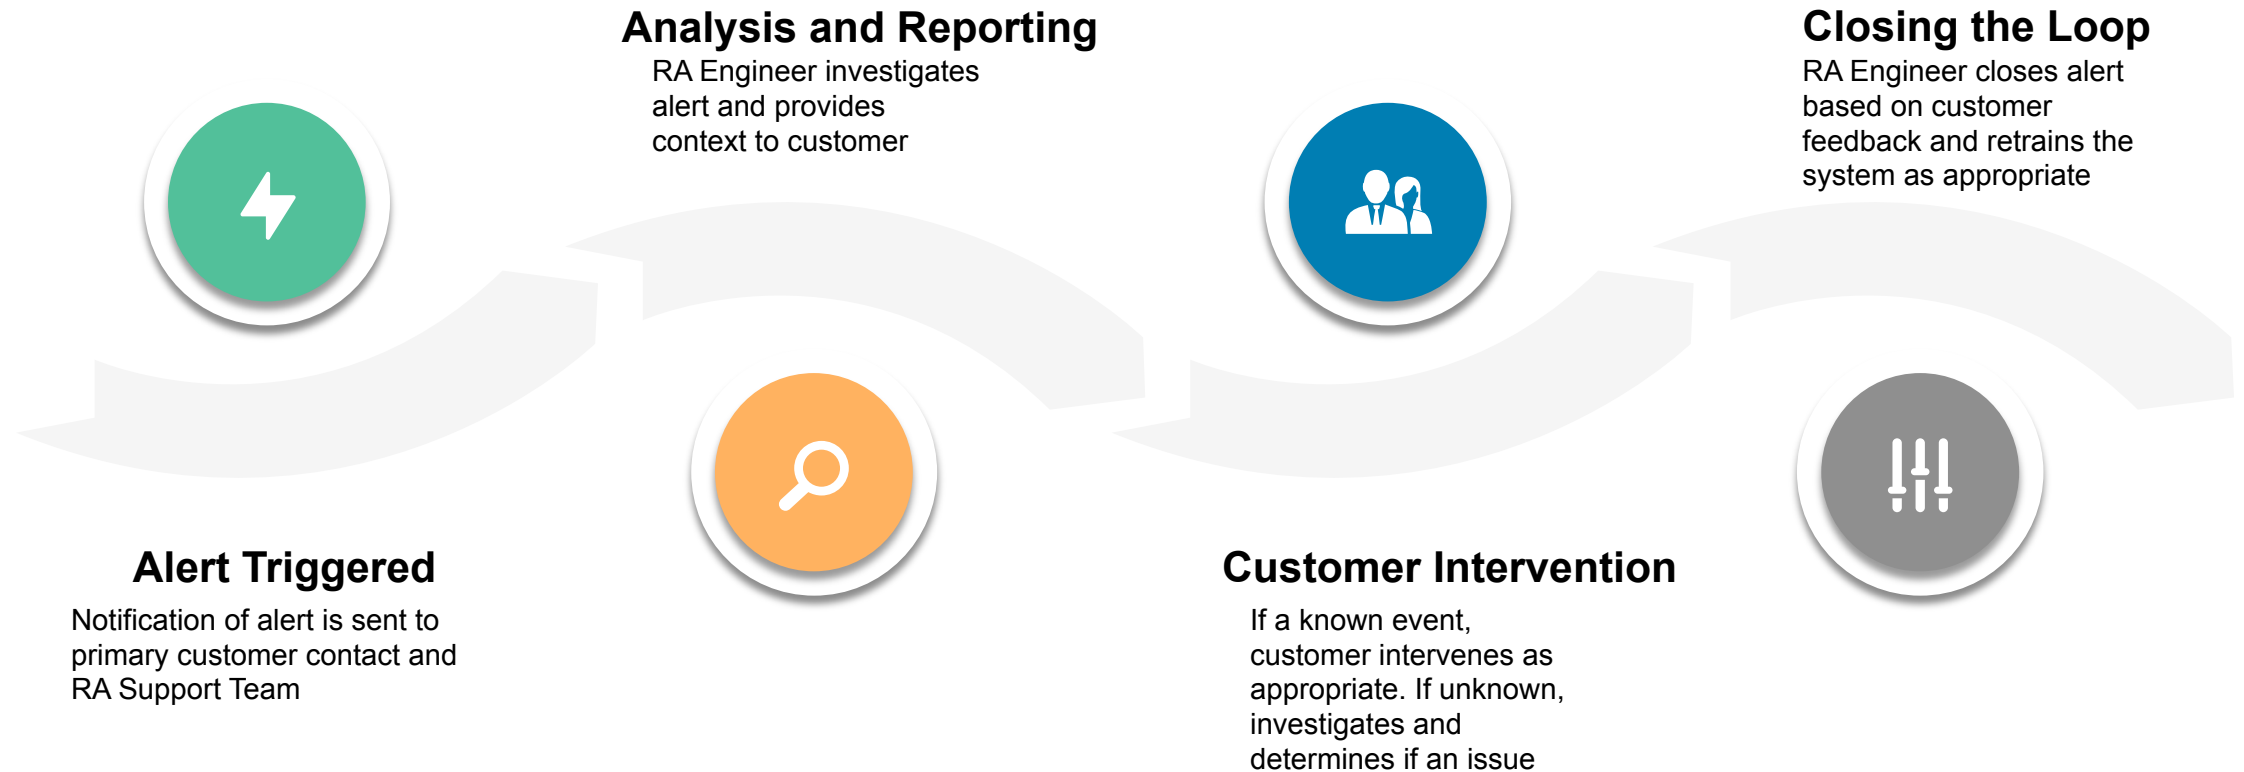 Alert Triggered
Notification of alert is sent to
primary customer contact and
RA Support Team
Analysis and Reporting
RA Engineer investigates
alert and provides
context to customer
Customer Intervention
If a known event,
customer intervenes as
appropriate. If unknown,
investigates and
determines if an issue
Closing the Loop
RA Engineer closes alert
based on customer
feedback and retrains the
system as appropriate